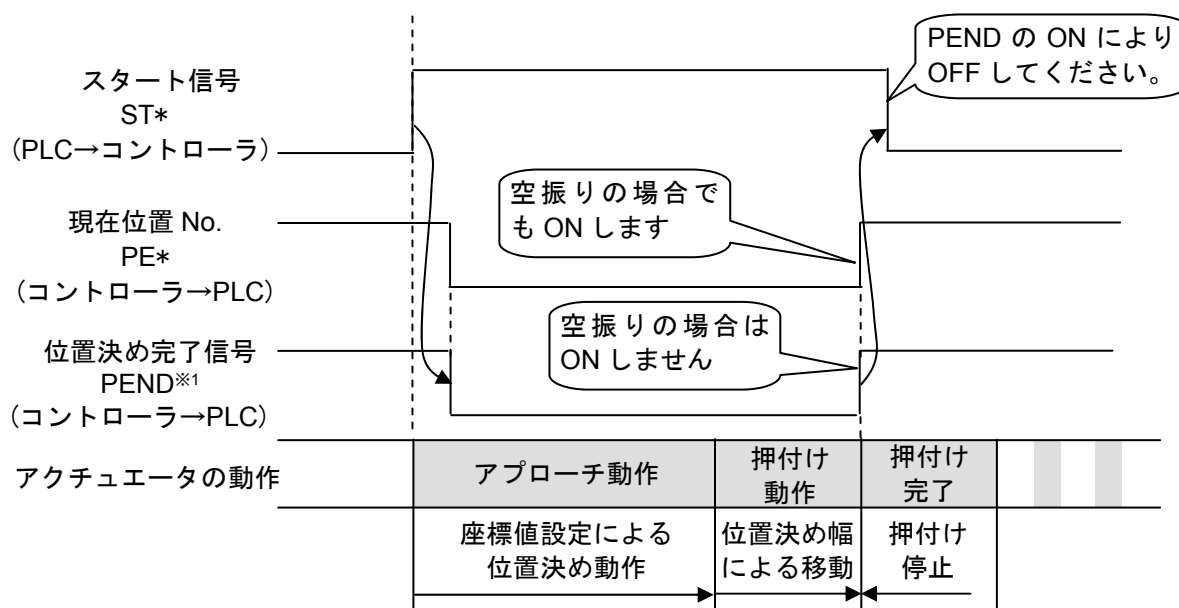 PEND の ON により
OFF してください。
スタート信号
ST*
(PLC→コントローラ)
空振りの場合で
も ON します
現在位置 No.
PE*
(コントローラ→PLC)
空振りの場合は
ON しません
位置決め完了信号
PEND※1
(コントローラ→PLC)
アクチュエータの動作
アプローチ動作
押付け
動作
押付け
完了
座標値設定による
位置決め動作
位置決め幅
による移動
押付け
停止